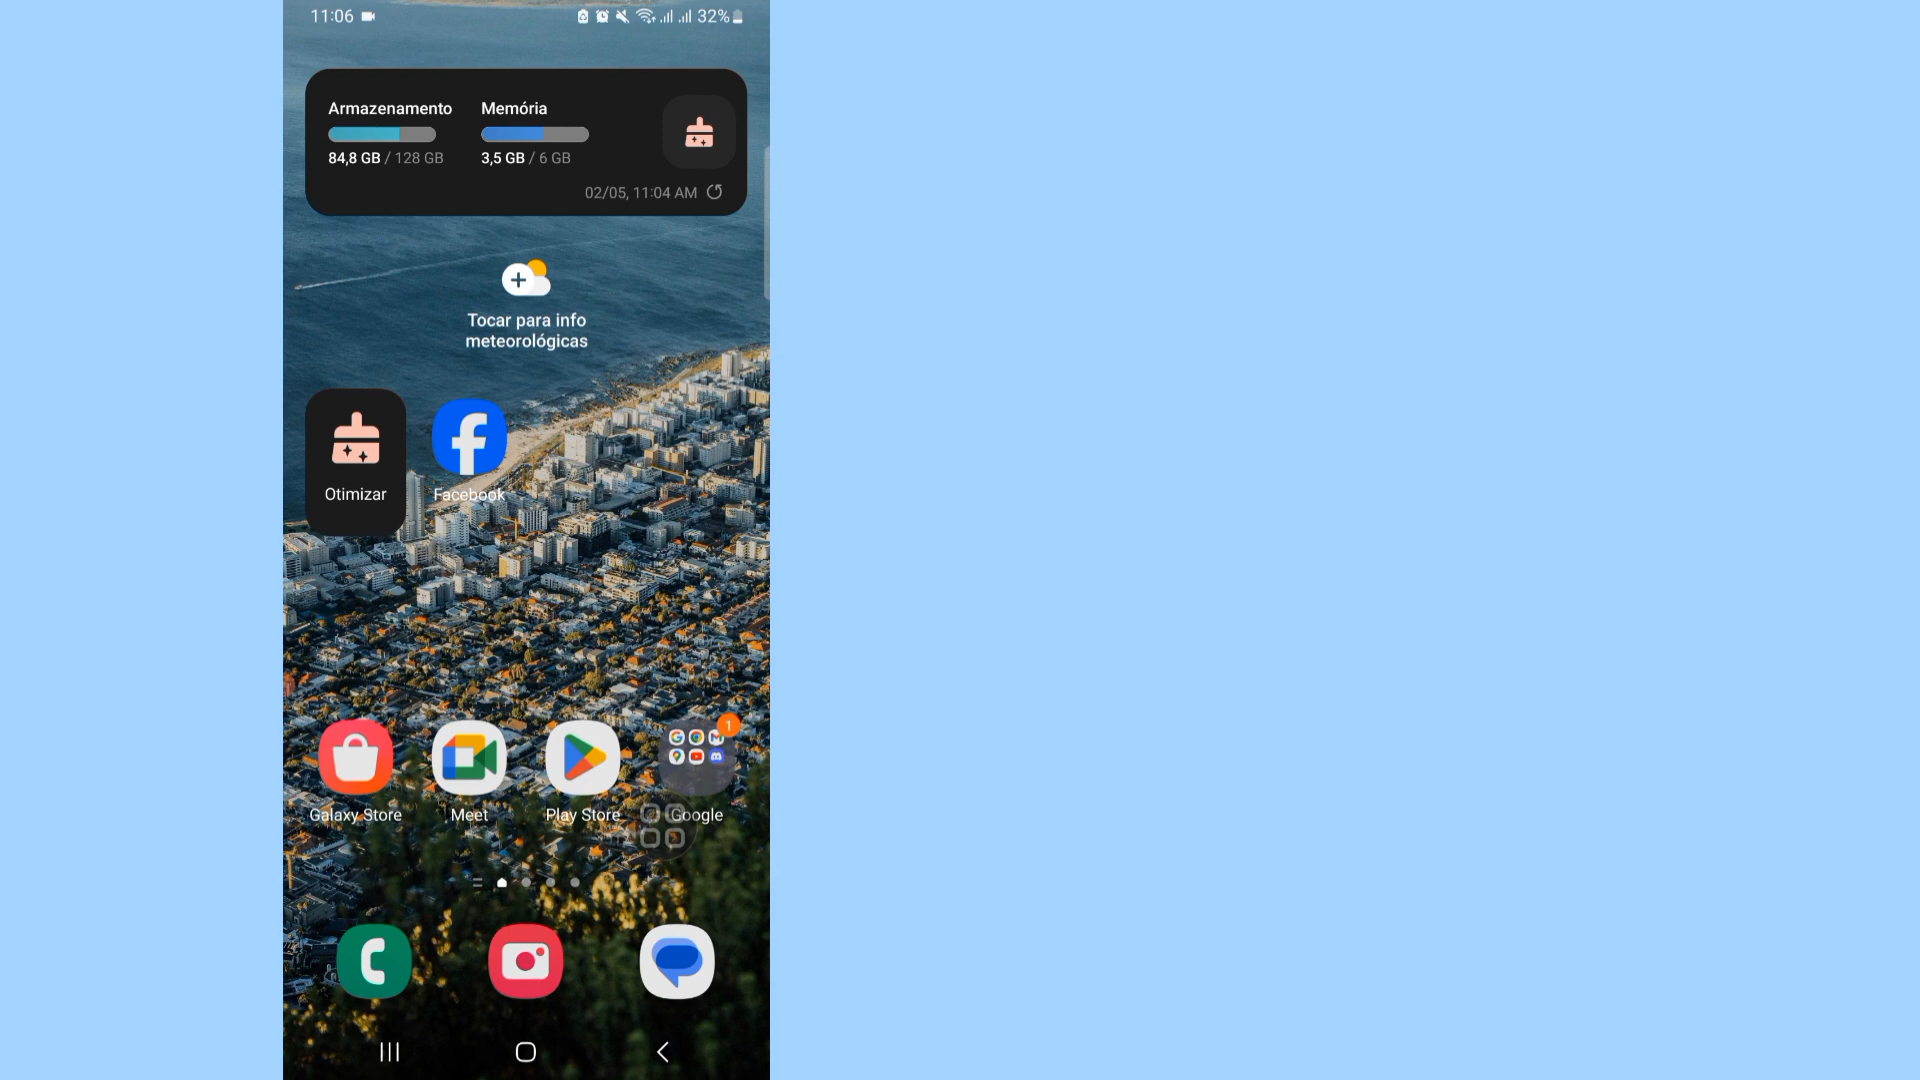 11:06
32%
Armazenamento
Memória
84,8 GB / 128 GB
3,5 GB / 6 GB
02/05, 11:04 AM
Tocar para info
meteorológicas
Otimizar
Facebook
1
Galaxy Store
Meet
Play Store
Google